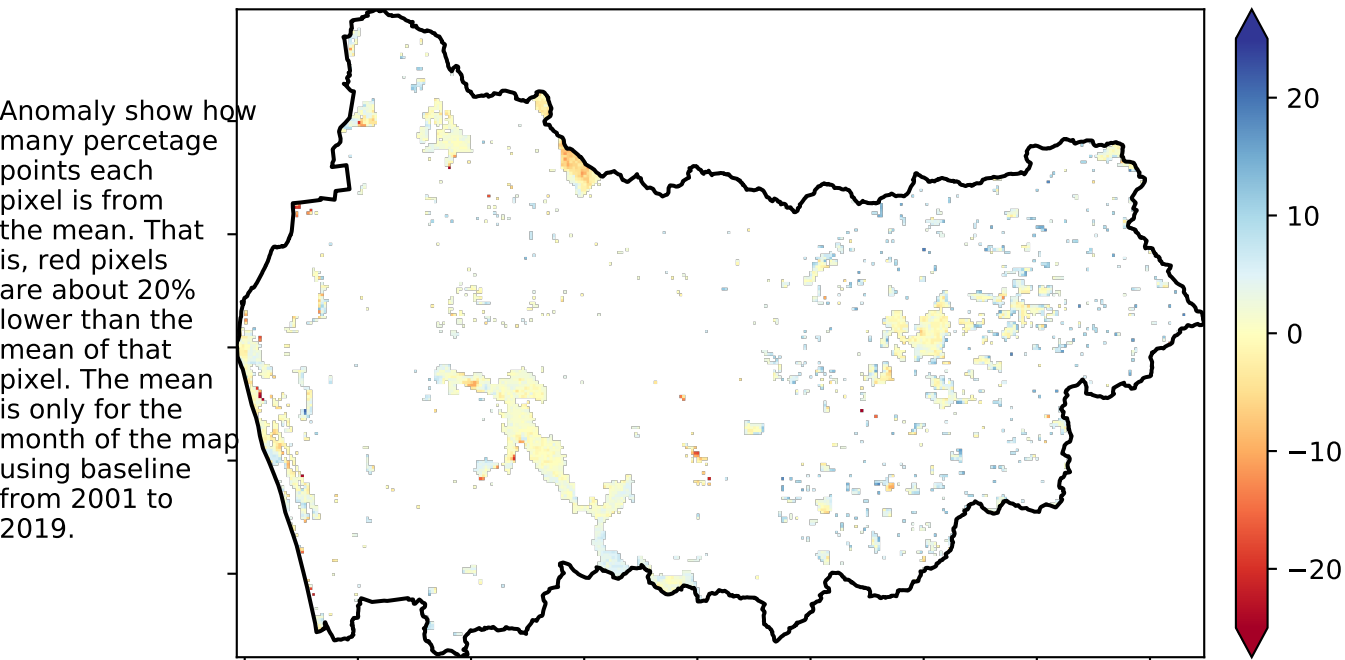 Anomaly show how
many percetage
points each
pixel is from
the mean. That
is, red pixels
are about 20%
lower than the
mean of that
pixel. The mean
is only for the
month of the map
using baseline
from 2001 to
2019.
20
10
0
−10
−20